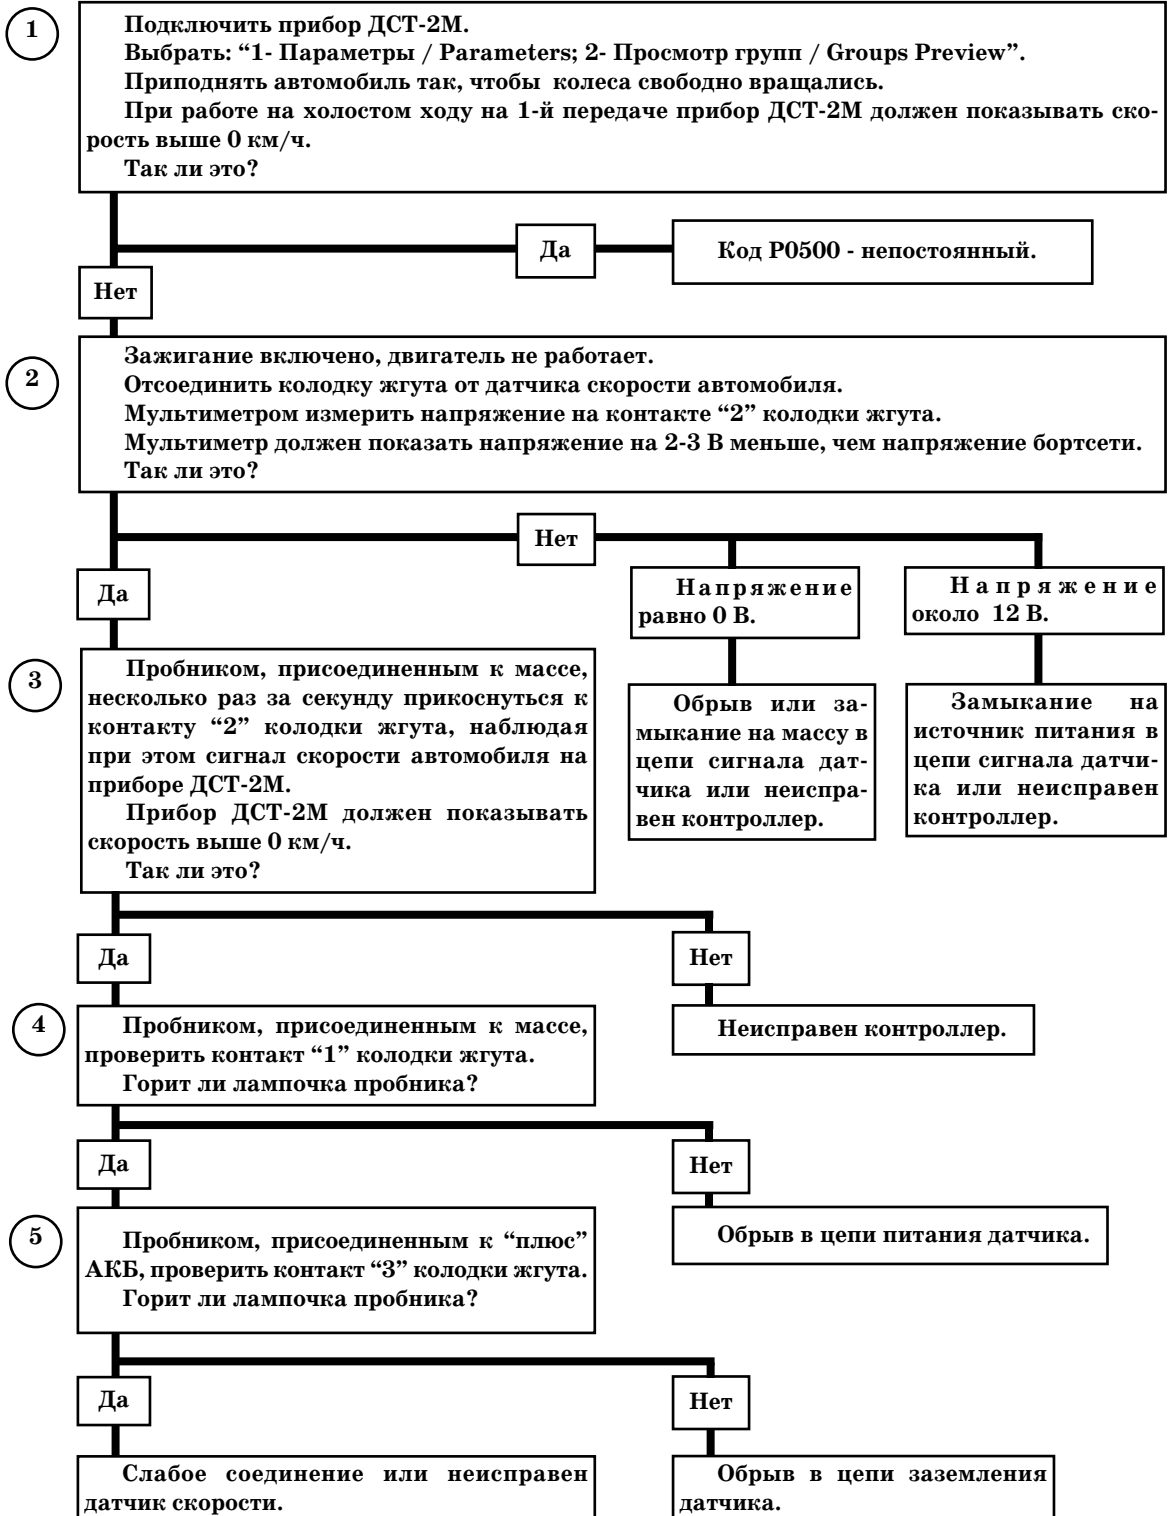 1
Подключить прибор ДСТ-2М.
Выбрать: “1- Параметры / Parameters; 2- Просмотр групп / Groups Preview”.
Приподнять автомобиль так, чтобы колеса свободно вращались.
При работе на холостом ходу на 1-й передаче прибор ДСТ-2М должен показывать ско-
рость выше 0 км/ч.
Так ли это?
Да
Код Р0500 - непостоянный.
Нет
2
Зажигание включено, двигатель не работает.
Отсоединить колодку жгута от датчика скорости автомобиля.
Мультиметром измерить напряжение на контакте “2” колодки жгута.
Мультиметр должен показать напряжение на 2-3 В меньше, чем напряжение бортсети.
Так ли это?
Нет
Да
Напряжение
равно 0 В.
Напряжение
около 12 В.
3
Пробником, присоединенным к массе,
несколько раз за секунду прикоснуться к
контакту “2” колодки жгута, наблюдая
при этом сигнал скорости автомобиля на
приборе ДСТ-2М.
Прибор ДСТ-2М должен показывать
скорость выше 0 км/ч.
Так ли это?
Обрыв или за-
мыкание на массу в
цепи сигнала дат-
чика или неиспра-
вен контроллер.
Замыкание на
источник питания в
цепи сигнала датчи-
ка или неисправен
контроллер.
Да
Нет
4
Пробником, присоединенным к массе,
проверить контакт “1” колодки жгута.
Горит ли лампочка пробника?
Неисправен контроллер.
Да
Нет
5
Пробником, присоединенным к “плюс”
АКБ, проверить контакт “3” колодки жгута.
Горит ли лампочка пробника?
Обрыв в цепи питания датчика.
Да
Нет
Слабое соединение или неисправен
датчик скорости.
Обрыв в цепи заземления
датчика.